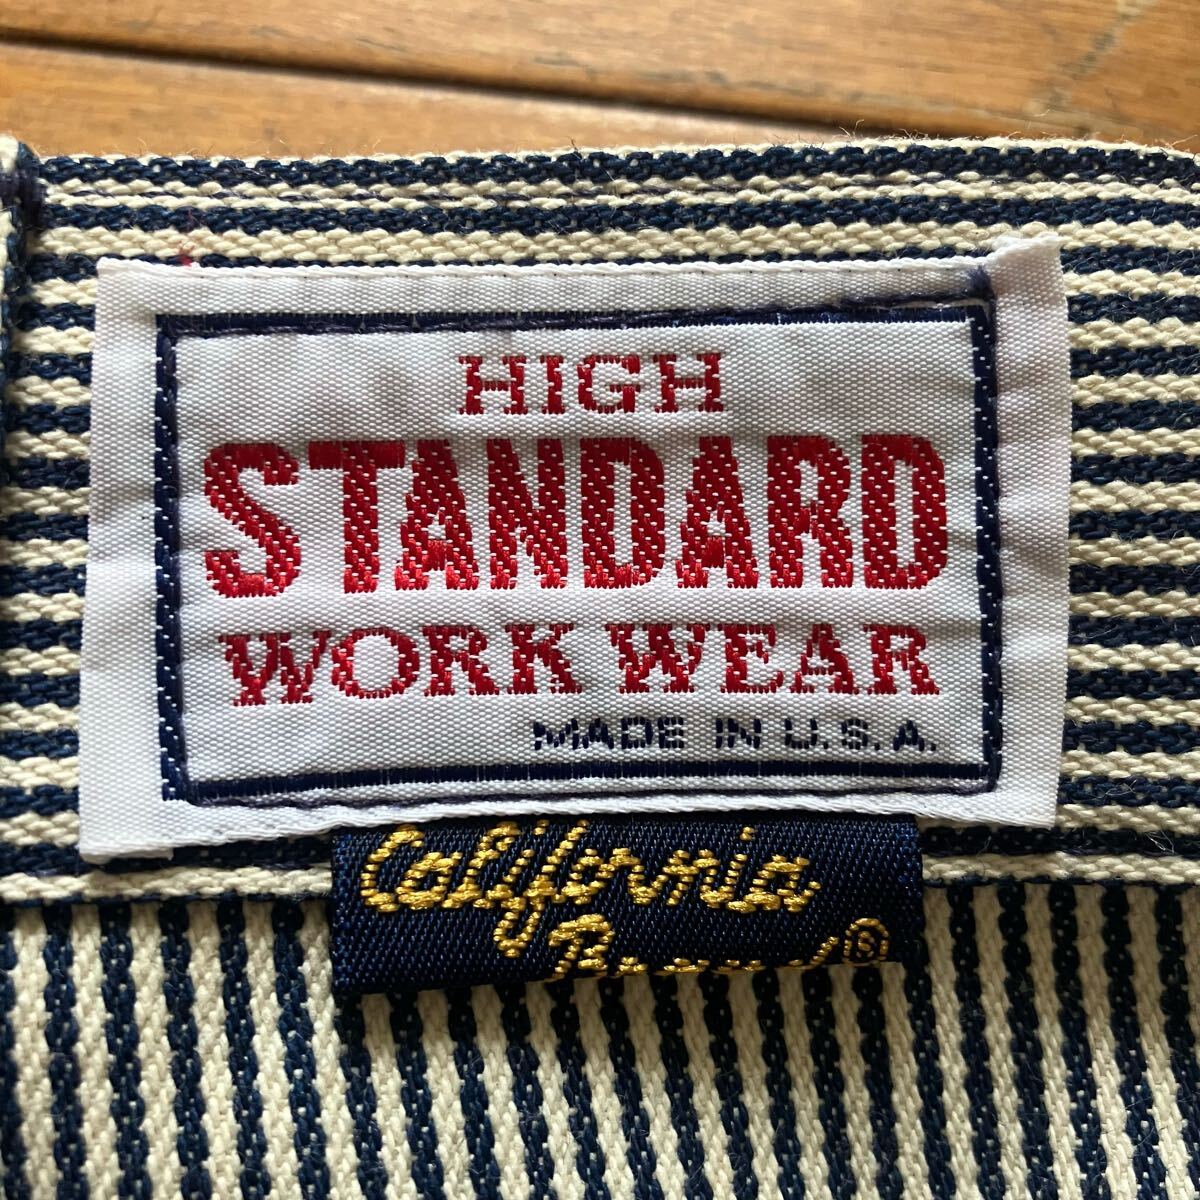 HIGH
STANDARD
WORK WEAR
MADE IN U.S.A.
California